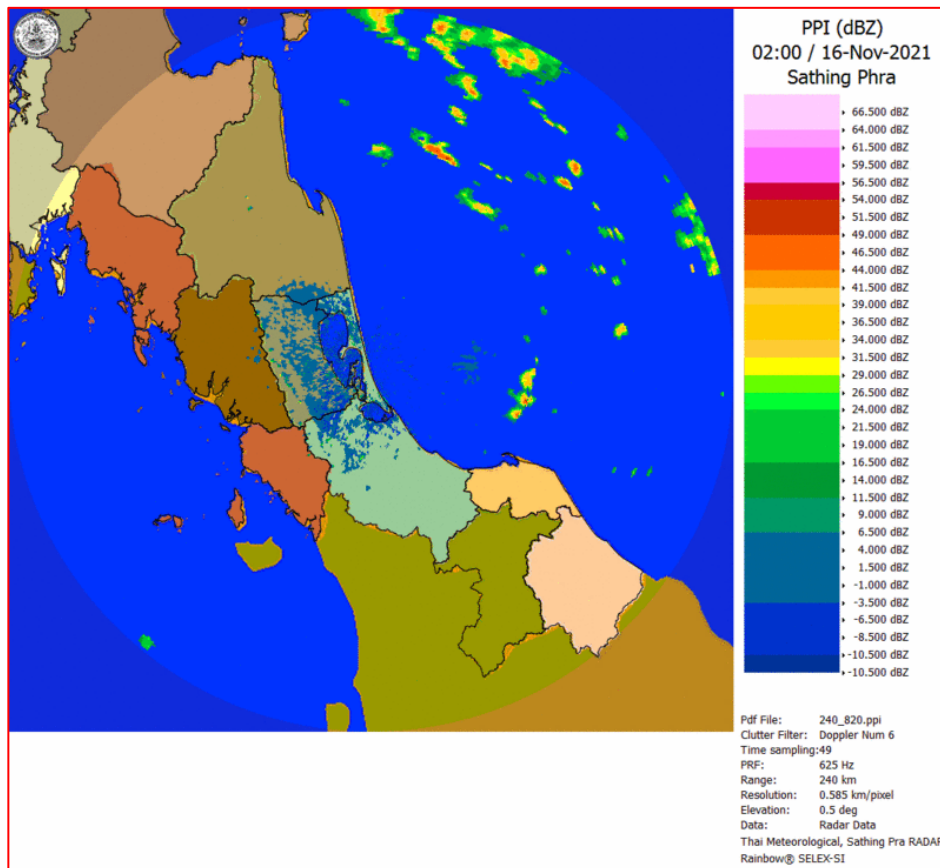 PPI (dBZ)
02:00 / 16-Nov-2021
Sathing Phra
66.500 dBZ
64.000 dBZ
61.500 dBZ
59.500 dBZ
56.500 dBZ
54.000 dBZ
51.500 dBZ
49.000 dBZ
46.500 dBZ
44.000 dBZ
41.500 dBZ
39.000 dBZ
36.500 dBZ
34.000 dBZ
31.500 dBZ
29.000 dBZ
26.500 dBZ
24.000 dBZ
21.500 dBZ
19.000 dBZ
16.500 dBZ
14.000 dBZ
11.500 dBZ
9.000 dBZ
6.500 dBZ
4.000 dBZ
1.500 dBZ
-1.000 dBZ
-3.500 dBZ
-6.500 dBZ
-8.500 dBZ
-10.500 dBZ
-10.500 dBZ
Pdf File: 240_820.ppi
Clutter Filter: Doppler Num 6
Time sampling:49
PRF: 625 Hz
Range: 240 km
Resolution: 0.585 km/pixel
Elevation: 0.5 deg
Data: Radar Data
Thai Meteorological, Sathing Pra RADAR
Rainbow® SELEX-SI